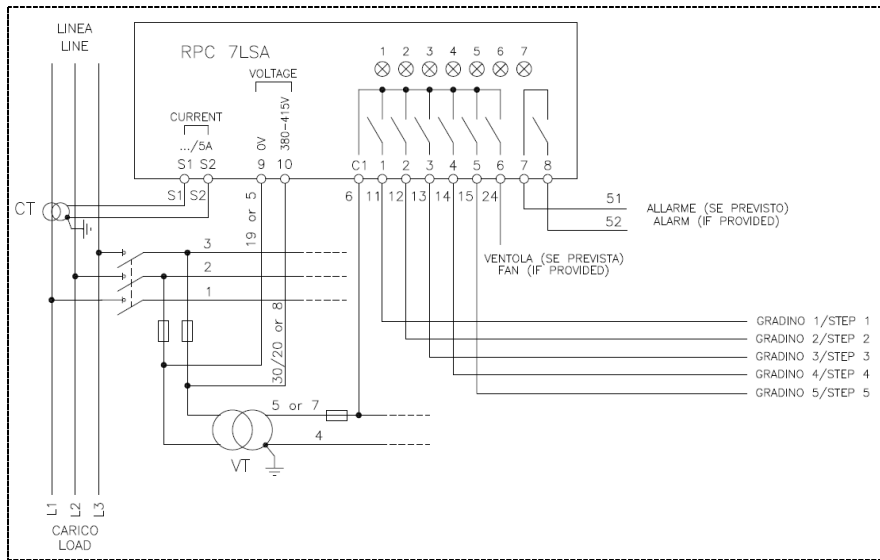 LINEA
LINE
RPC 7LSA
1 2 3 4 5 6 7
VOLTAGE
CURRENT
.../5A
0V
380-415V
S1 S2 9 10 C1 1 2 3 4 5 6 7 8
S1 S2 6 11 12 13 14 15 24
19 or 5
30/20 or 8
51
52
ALLARME (SE PREVISTO)
ALARM (IF PROVIDED)
CT
3
2
1
VENTOLA (SE PREVISTA)
FAN (IF PROVIDED)
GRADINO 1/STEP 1
GRADINO 2/STEP 2
GRADINO 3/STEP 3
GRADINO 4/STEP 4
GRADINO 5/STEP 5
5 or 7
4
VT
L1
L2
L3
CARICO
LOAD